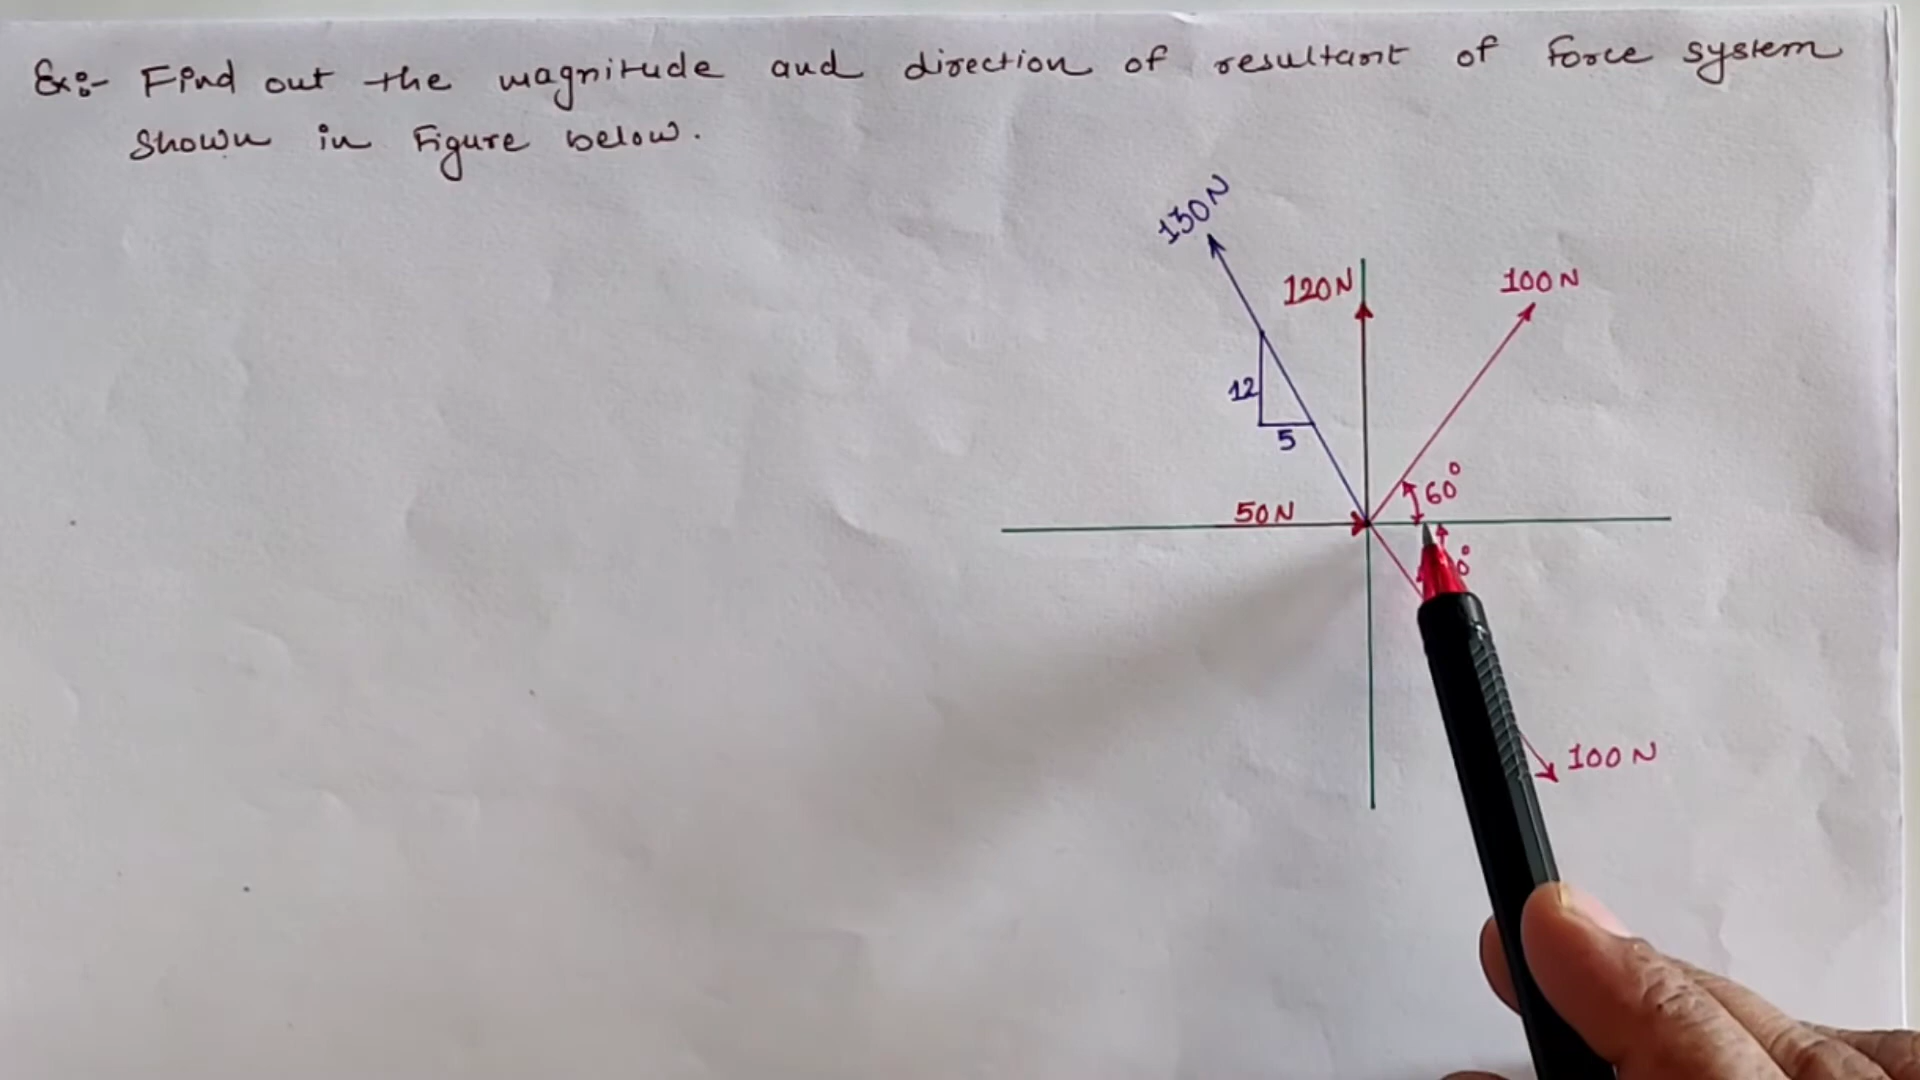 Ex:- Find out the magnitude and direction of resultant of force system
shown in Figure below.
130N
120N
100N
12
5
60°
50N
100N